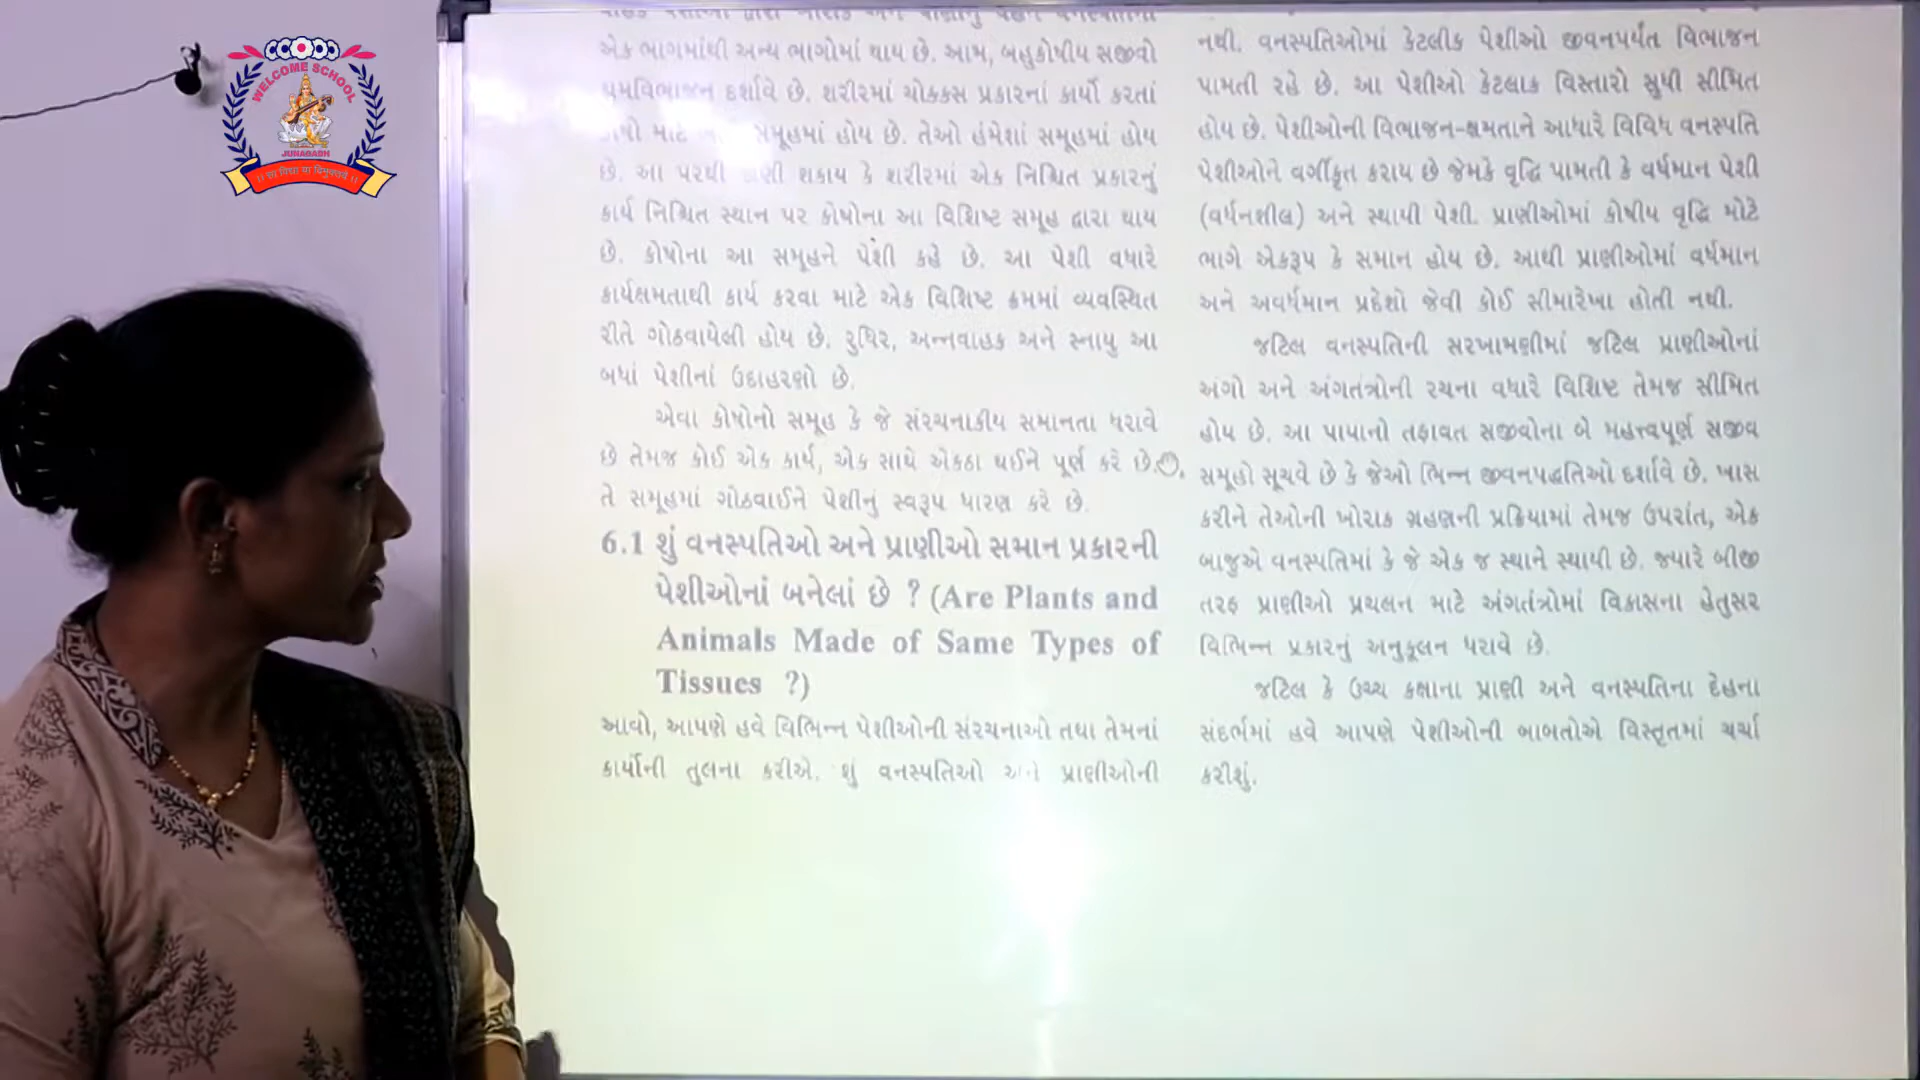 WELCOME SCHOOL
JUNAGADH
।। सा विद्या या विमुक्तये ।।
એક ભાગમાંથી અન્ય ભાગોમાં થાય છે. આમ, બહુકોષીય સજીવો
શ્રમવિભાજન દર્શાવે છે. શરીરમાં ચોક્કસ પ્રકારનાં કાર્યો કરતાં
માટે સમૂહમાં હોય છે. તેઓ હંમેશાં સમૂહમાં હોય
છે. આ પરથી જાણી શકાય કે શરીરમાં એક નિશ્ચિત પ્રકારનું
કાર્ય નિશ્ચિત સ્થાન પર કોષોના આ વિશિષ્ટ સમૂહ દ્વારા થાય
છે. કોષોના આ સમૂહને પેશી કહે છે. આ પેશી વધારે
કાર્યક્ષમતાથી કાર્ય કરવા માટે એક વિશિષ્ટ ક્રમમાં વ્યવસ્થિત
રીતે ગોઠવાયેલી હોય છે. રુધિર, અન્નવાહક અને સ્નાયુ આ
બધાં પેશીનાં ઉદાહરણો છે.
એવા કોષોનો સમૂહ કે જે સંરચનાકીય સમાનતા ધરાવે
છે તેમજ કોઈ એક કાર્ય, એક સાથે એકઠા થઈને પૂર્ણ કરે છે.
તે સમૂહમાં ગોઠવાઈને પેશીનું સ્વરૂપ ધારણ કરે છે.
6.1 શું વનસ્પતિઓ અને પ્રાણીઓ સમાન પ્રકારની
પેશીઓનાં બનેલાં છે ? (Are Plants and
Animals Made of Same Types of
Tissues ?)
આવો, આપણે હવે વિભિન્ન પેશીઓની સંરચનાઓ તથા તેમનાં
કાર્યોની તુલના કરીએ. શું વનસ્પતિઓ અને પ્રાણીઓની
નથી. વનસ્પતિઓમાં કેટલીક પેશીઓ જીવનપર્યંત વિભાજન
પામતી રહે છે. આ પેશીઓ કેટલાક વિસ્તારો સુધી સીમિત
હોય છે. પેશીઓની વિભાજન-ક્ષમતાને આધારે વિવિધ વનસ્પતિ
પેશીઓને વર્ગીકૃત કરાય છે જેમકે વૃદ્ધિ પામતી કે વર્ધમાન પેશી
(વર્ધનશીલ) અને સ્થાયી પેશી. પ્રાણીઓમાં કોષીય વૃદ્ધિ મોટે
ભાગે એકરૂપ કે સમાન હોય છે. આથી પ્રાણીઓમાં વર્ધમાન
અને અવર્ધમાન પ્રદેશો જેવી કોઈ સીમારેખા હોતી નથી.
જટિલ વનસ્પતિની સરખામણીમાં જટિલ પ્રાણીઓનાં
અંગો અને અંગતંત્રોની રચના વધારે વિશિષ્ટ તેમજ સીમિત
હોય છે. આ પાયાનો તફાવત સજીવોના બે મહત્ત્વપૂર્ણ સજીવ
સમૂહો સૂચવે છે કે જેઓ ભિન્ન જીવનપદ્ધતિઓ દર્શાવે છે. ખાસ
કરીને તેઓની ખોરાક ગ્રહણની પ્રક્રિયામાં તેમજ ઉપરાંત, એક
બાજુએ વનસ્પતિમાં કે જે એક જ સ્થાને સ્થાયી છે. જ્યારે બીજી
તરફ પ્રાણીઓ પ્રચલન માટે અંગતંત્રોમાં વિકાસના હેતુસર
વિભિન્ન પ્રકારનું અનુકૂલન ધરાવે છે.
જટિલ કે ઉચ્ચ કક્ષાના પ્રાણી અને વનસ્પતિના દેહના
સંદર્ભમાં હવે આપણે પેશીઓની બાબતોએ વિસ્તૃતમાં ચર્ચા
કરીશું.